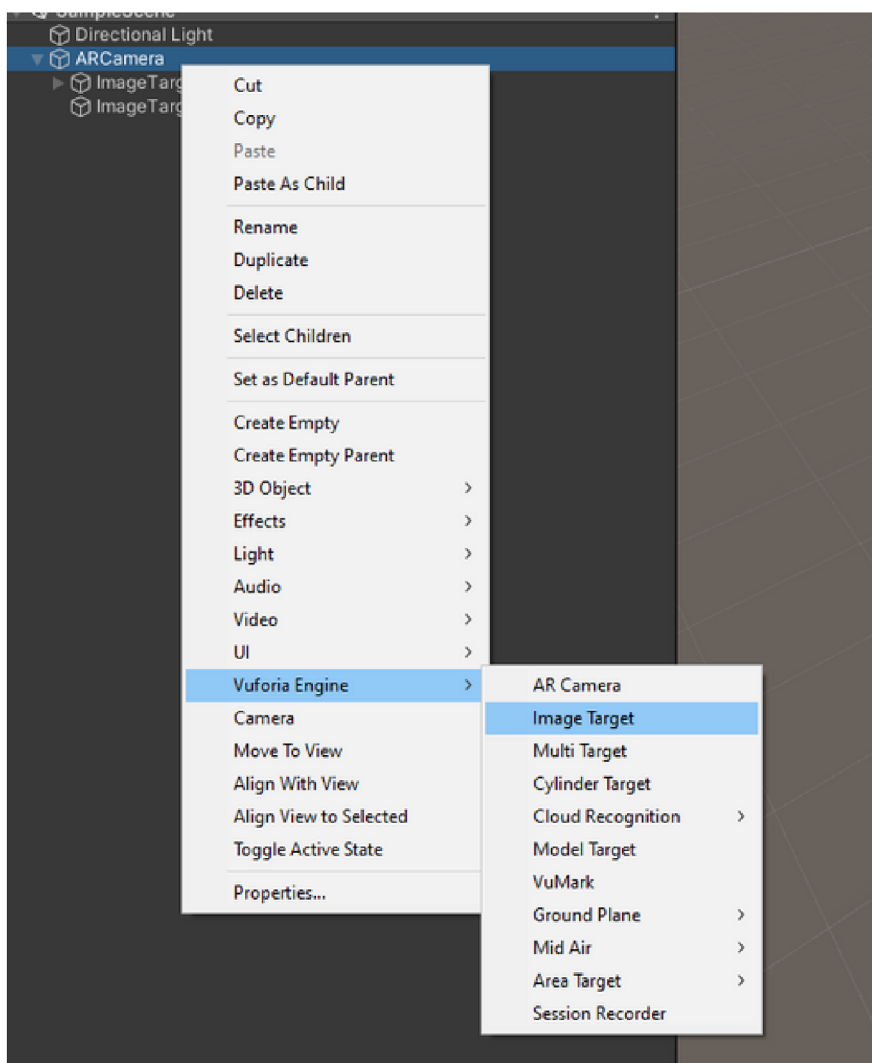 SampleScene
Directional Light
ARCamera
ImageTarg
ImageTarg
Cut
Copy
Paste
Paste As Child
Rename
Duplicate
Delete
Select Children
Set as Default Parent
Create Empty
Create Empty Parent
3D Object
Effects
Light
Audio
Video
UI
Vuforia Engine
Camera
Move To View
Align With View
Align View to Selected
Toggle Active State
Properties...
AR Camera
Image Target
Multi Target
Cylinder Target
Cloud Recognition
Model Target
VuMark
Ground Plane
Mid Air
Area Target
Session Recorder